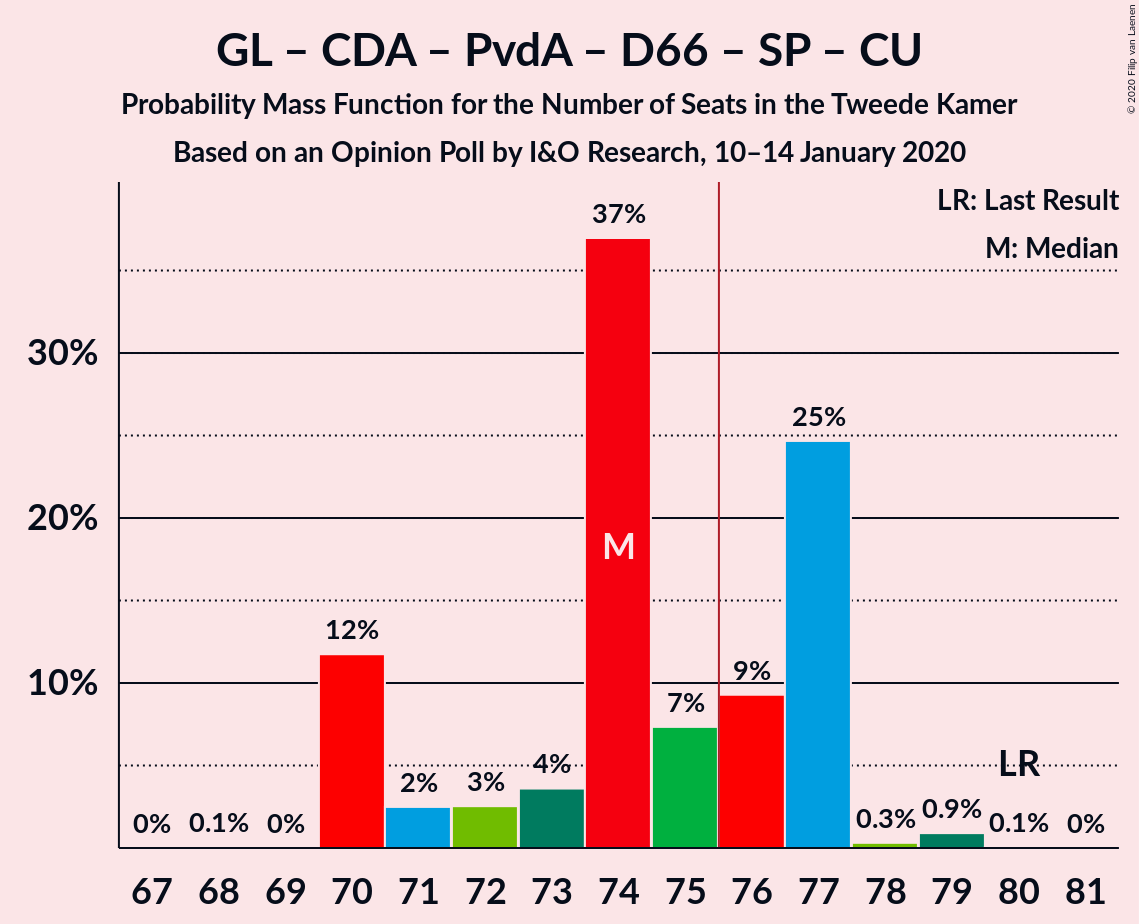 GL – CDA – PvdA – D66 – SP – CU
Probability Mass Function for the Number of Seats in the Tweede Kamer
Based on an Opinion Poll by I&O Research, 10–14 January 2020
© 2020 Filip van Laenen
LR: Last Result
M: Median
37%
30%
25%
20%
M
12%
10%
9%
7%
LR
4%
2%
3%
0%
0.1%
0%
0.3%
0.9%
0.1%
0%
67 68 69 70 71 72 73 74 75 76 77 78 79 80 81